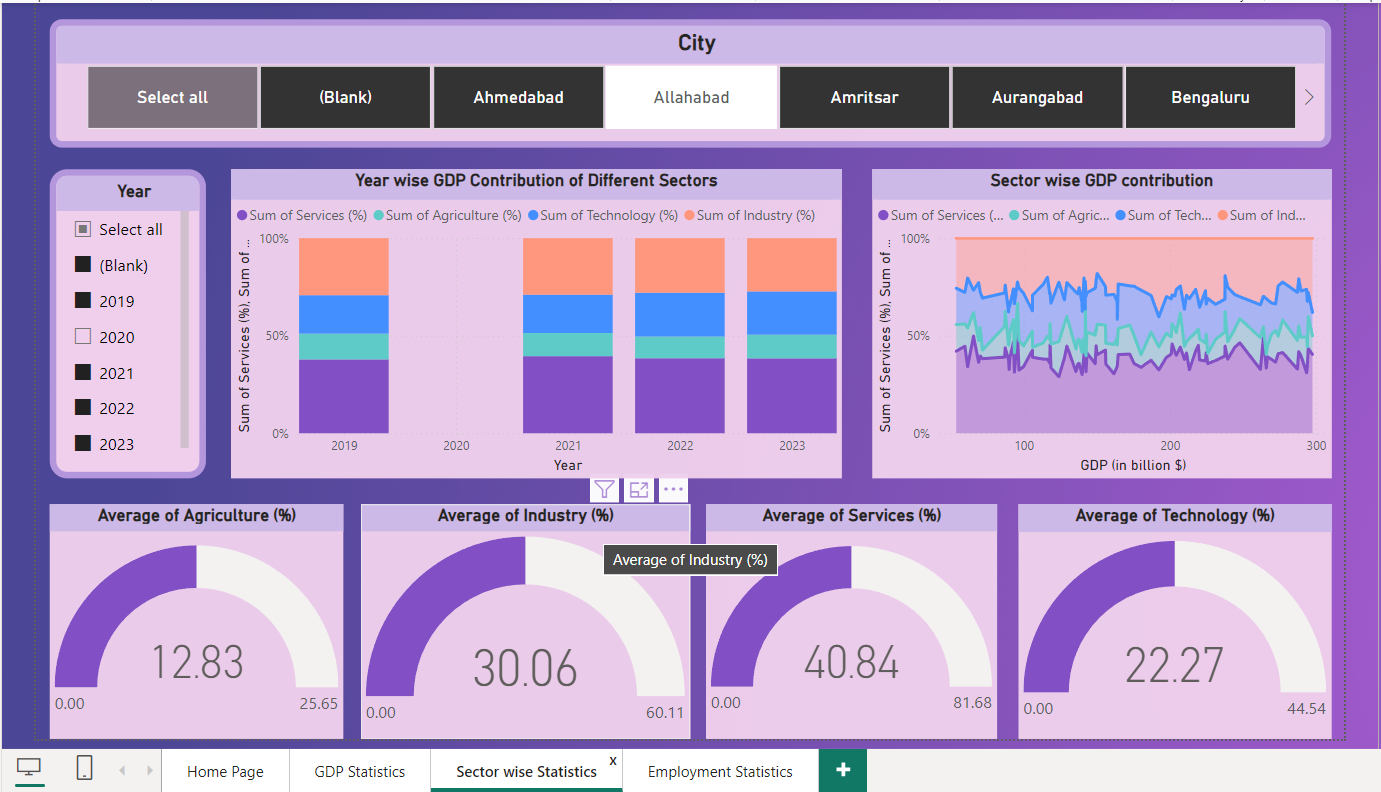 City
Select all
(Blank)
Ahmedabad
Allahabad
Amritsar
Aurangabad
Bengaluru
Year
Select all
(Blank)
2019
2020
2021
2022
2023
Year wise GDP Contribution of Different Sectors
Sum of Services (%) Sum of Agriculture (%) Sum of Technology (%) Sum of Industry (%)
Sum of Services (%), Sum of ...
100%
50%
0%
2019 2020 2021 2022 2023
Year
Sector wise GDP contribution
Sum of Services (... Sum of Agric... Sum of Tech... Sum of Ind...
Sum of Services (%), Sum of ...
100%
50%
0%
100 200 300
GDP (in billion $)
Average of Agriculture (%)
12.83
0.00 25.65
Average of Industry (%)
Average of Industry (%)
30.06
0.00 60.11
Average of Services (%)
40.84
0.00 81.68
Average of Technology (%)
22.27
0.00 44.54
Home Page
GDP Statistics
Sector wise Statistics x
Employment Statistics
+